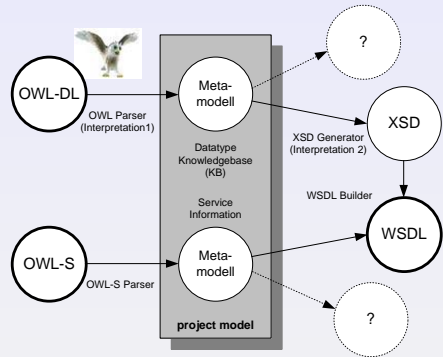 OWL-DL
OWL Parser
(Interpretation1)
Meta-
modell
Datatype
Knowledgebase
(KB)
?
XSD Generator
(Interpretation 2)
XSD
WSDL Builder
Service
Information
OWL-S
OWL-S Parser
Meta-
modell
WSDL
?
project model